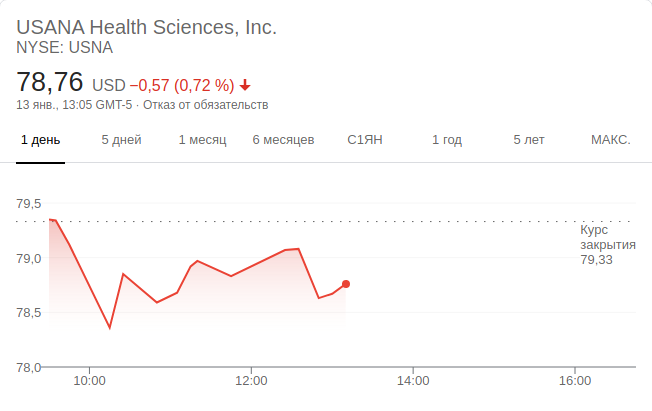 USANA Health Sciences, Inc.
NYSE: USNA
78,76 USD −0,57 (0,72 %)
13 янв., 13:05 GMT-5 · Отказ от обязательств
1 день 5 дней 1 месяц 6 месяцев С1ЯН 1 год 5 лет МАКС.
79,5
Курс
закрытия
79,33
79,0
78,5
78,0
10:00 12:00 14:00 16:00